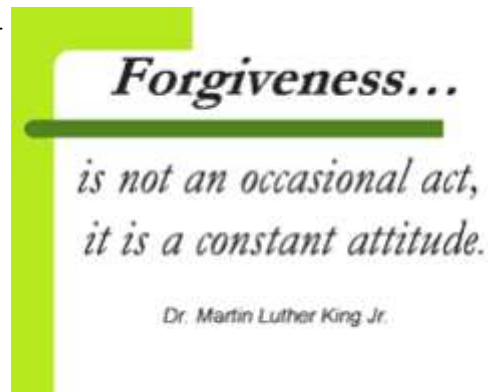 Forgiveness...
is not an occasional act,
it is a constant attitude.
Dr. Martin Luther King Jr.